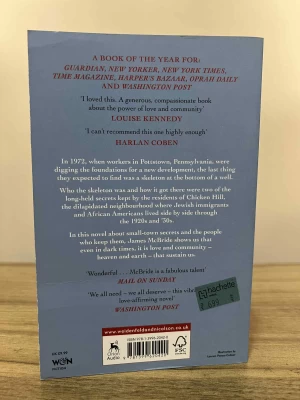 A BOOK OF THE YEAR FOR:
GUARDIAN, NEW YORKER, NEW YORK TIMES,
TIME MAGAZINE, HARPER'S BAZAAR, OPRAH DAILY
AND WASHINGTON POST
'I loved this. A generous, compassionate book
about the power of love and community'
LOUISE KENNEDY
'I can't recommend this one highly enough'
HARLAN COBEN
In 1972, when workers in Pottstown, Pennsylvania, were
digging the foundations for a new development, the last thing
they expected to find was a skeleton at the bottom of a well.
Who the skeleton was and how it got there were two of the
long-held secrets kept by the residents of Chicken Hill,
the dilapidated neighbourhood where Jewish immigrants
and African Americans lived side by side through
the 1920s and '30s.
In this novel about small-town secrets and the people
who keep them, James McBride shows us that
even in dark times, it is love and community –
heaven and earth – that sustain us.
'Wonderful . . . McBride is a fabulous talent'
MAIL ON SUNDAY
'We all need – we all deserve – this
love-affirming novel'
WASHINGTON POST
hachette
www.weidenfeldandnicolson.co.uk
Orion
Audio
FSC
W&N